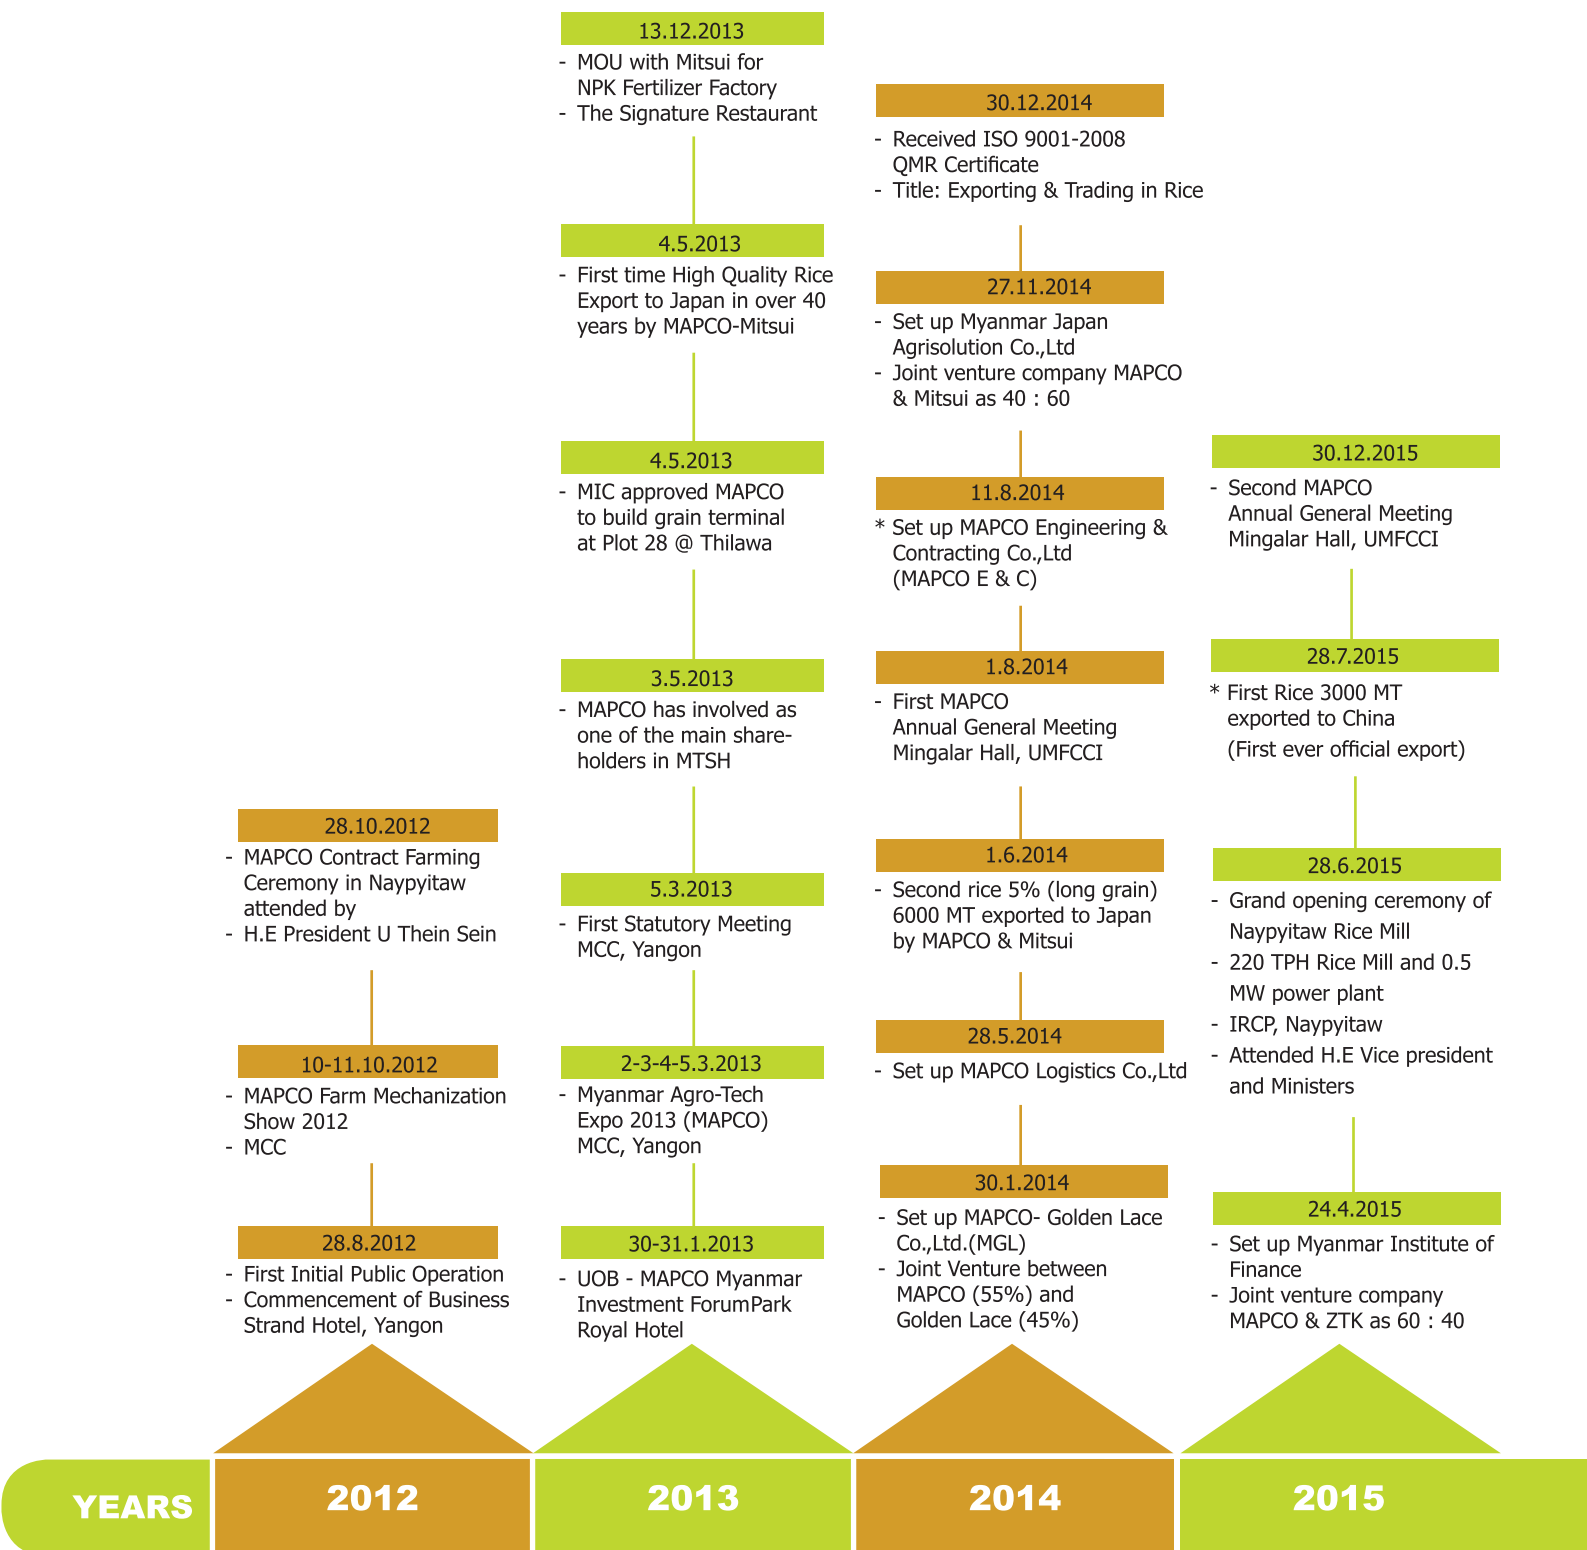 13.12.2013
- MOU with Mitsui for
NPK Fertilizer Factory
- The Signature Restaurant
4.5.2013
- First time High Quality Rice
Export to Japan in over 40
years by MAPCO-Mitsui
4.5.2013
- MIC approved MAPCO
to build grain terminal
at Plot 28 @ Thilawa
3.5.2013
- MAPCO has involved as
one of the main share-
holders in MTSH
5.3.2013
- First Statutory Meeting
MCC, Yangon
2-3-4-5.3.2013
- Myanmar Agro-Tech
Expo 2013 (MAPCO)
MCC, Yangon
30-31.1.2013
- UOB - MAPCO Myanmar
Investment ForumPark
Royal Hotel
30.12.2014
- Received ISO 9001-2008
QMR Certificate
- Title: Exporting & Trading in Rice
27.11.2014
- Set up Myanmar Japan
Agrisolution Co.,Ltd
- Joint venture company MAPCO
& Mitsui as 40 : 60
11.8.2014
* Set up MAPCO Engineering &
Contracting Co.,Ltd
(MAPCO E & C)
1.8.2014
- First MAPCO
Annual General Meeting
Mingalar Hall, UMFCCI
1.6.2014
- Second rice 5% (long grain)
6000 MT exported to Japan
by MAPCO & Mitsui
28.5.2014
- Set up MAPCO Logistics Co.,Ltd
30.1.2014
- Set up MAPCO- Golden Lace
Co.,Ltd.(MGL)
- Joint Venture between
MAPCO (55%) and
Golden Lace (45%)
30.12.2015
- Second MAPCO
Annual General Meeting
Mingalar Hall, UMFCCI
28.7.2015
* First Rice 3000 MT
exported to China
(First ever official export)
28.6.2015
- Grand opening ceremony of
Naypyitaw Rice Mill
- 220 TPH Rice Mill and 0.5
MW power plant
- IRCP, Naypyitaw
- Attended H.E Vice president
and Ministers
24.4.2015
- Set up Myanmar Institute of
Finance
- Joint venture company
MAPCO & ZTK as 60 : 40
28.10.2012
- MAPCO Contract Farming
Ceremony in Naypyitaw
attended by
- H.E President U Thein Sein
10-11.10.2012
- MAPCO Farm Mechanization
Show 2012
- MCC
28.8.2012
- First Initial Public Operation
- Commencement of Business
Strand Hotel, Yangon
YEARS
2012
2013
2014
2015